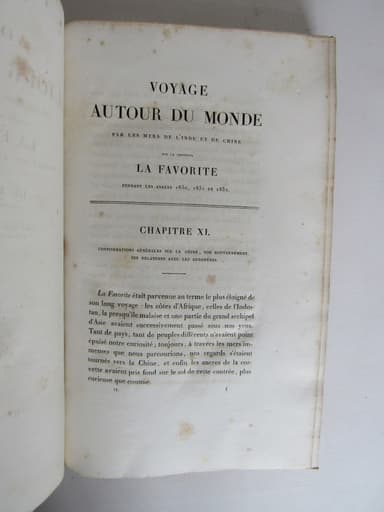 VOYAGE
AUTOUR DU MONDE
PAR LES MERS DE L'INDE ET DE CHINE
SUR LA CORVETTE
LA FAVORITE
PENDANT LES ANNÉES 1830, 1831 ET 1832.
CHAPITRE XI.
CONSIDÉRATIONS GÉNÉRALES SUR LA CHINE, SON GOUVERNEMENT,
SES RELATIONS AVEC LES EUROPÉENS
La Favorite était parvenue au terme le plus éloigné de
son long voyage : les côtes d'Afrique, celles de l'Indos-
tan, la presqu'île malaise et une partie du grand archipel
d'Asie avaient successivement passé sous nos yeux.
Tant de pays, tant de peuples différents n'avaient point
épuisé notre curiosité; toujours, à travers les mers im-
menses que nous parcourions, nos regards s'étaient
tournés vers la Chine, et enfin les ancres de la cor-
vette avaient pris fond sur le sol de cette contrée, plus
curieuse que connue.